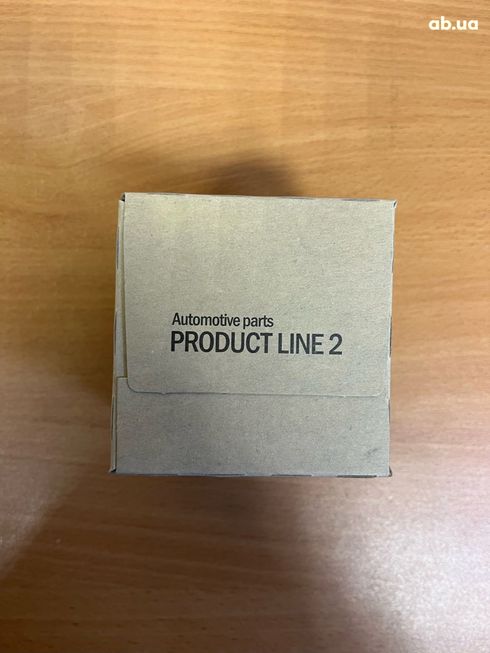 ab.ua
Automotive parts
PRODUCT LINE 2